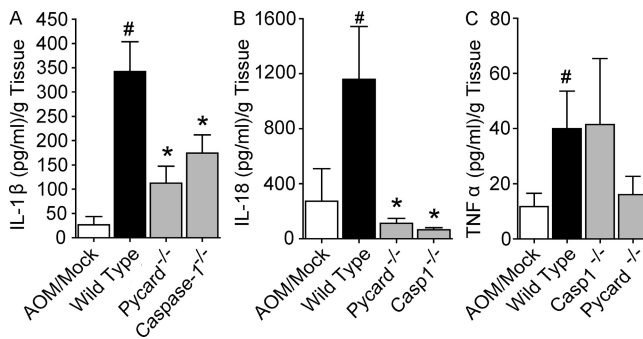 A
IL-1β (pg/ml)/g Tissue
450
400
350
300
250
200
150
100
50
0
#
*
*
AOM/Mock
Wild Type
Pycard -/-
Caspase-1 -/-
B
IL-18 (pg/ml)/g Tissue
1600
1200
800
400
0
#
*
*
AOM/Mock
Wild Type
Pycard -/-
Casp1 -/-
C
TNF α (pg/ml)/g Tissue
80
60
40
20
0
#
AOM/Mock
Wild Type
Casp1 -/-
Pycard -/-